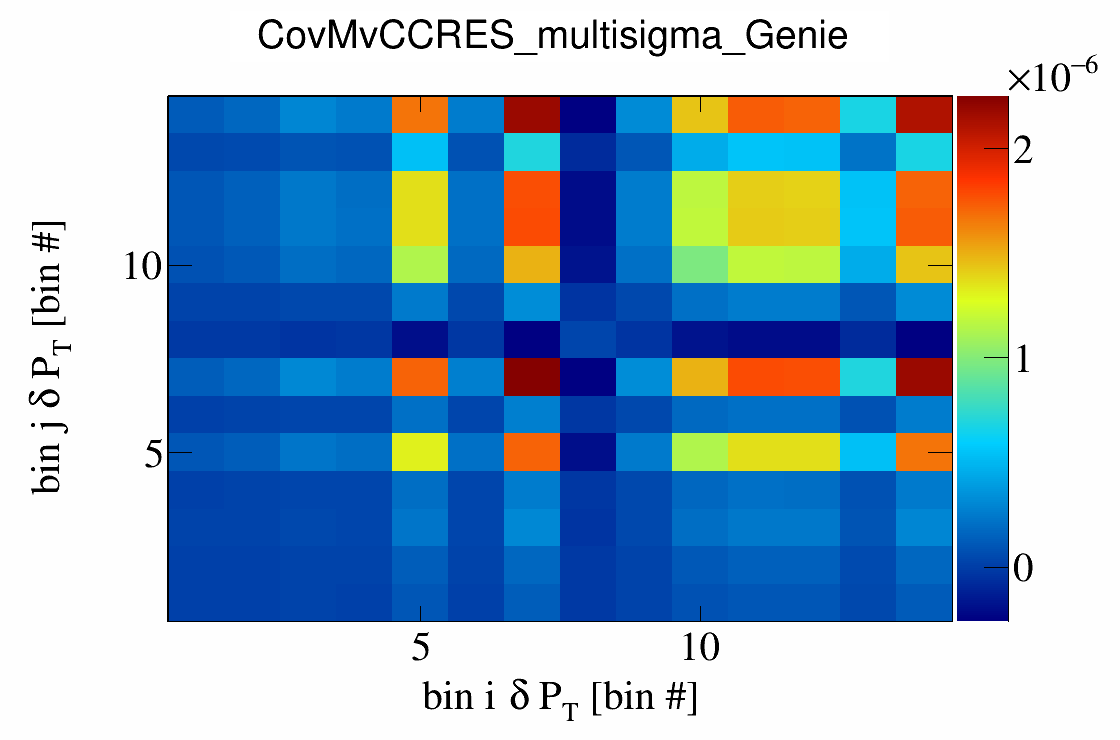 CovMvCCRES_multisigma_Genie
×10⁻⁶
2
1
0
10
5
bin j δ P_T [bin #]
5 10
bin i δ P_T [bin #]